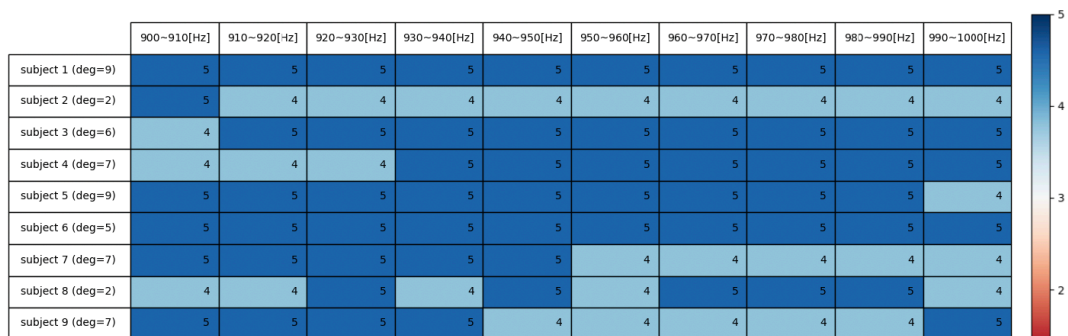 900~910[Hz] 910~920[Hz] 920~930[Hz] 930~940[Hz] 940~950[Hz] 950~960[Hz] 960~970[Hz] 970~980[Hz] 980~990[Hz] 990~1000[Hz]
subject 1 (deg=9) 5 5 5 5 5 5 5 5 5 5
subject 2 (deg=2) 5 4 4 4 4 4 4 4 4 4
subject 3 (deg=6) 4 5 5 5 5 5 5 5 5 5
subject 4 (deg=7) 4 4 4 5 5 5 5 5 5 5
subject 5 (deg=9) 5 5 5 5 5 5 5 5 5 4
subject 6 (deg=5) 5 5 5 5 5 5 5 5 5 5
subject 7 (deg=7) 5 5 5 5 5 4 4 4 4 4
subject 8 (deg=2) 4 4 5 4 5 4 5 5 5 4
subject 9 (deg=7) 5 5 5 5 4 4 4 4 4 5
5
4
3
2